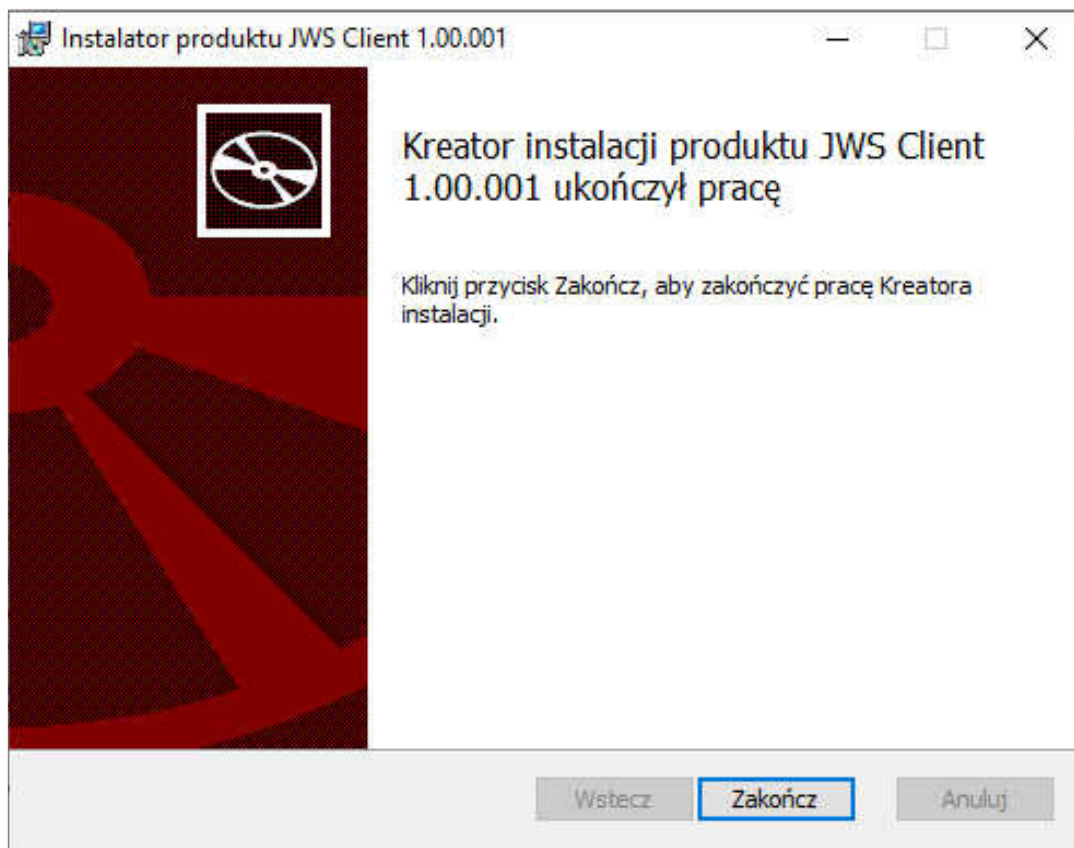 Instalator produktu JWS Client 1.00.001
Kreator instalacji produktu JWS Client
1.00.001 ukończył pracę
Kliknij przycisk Zakończ, aby zakończyć pracę Kreatora
instalacji.
Wstecz
Zakończ
Anuluj